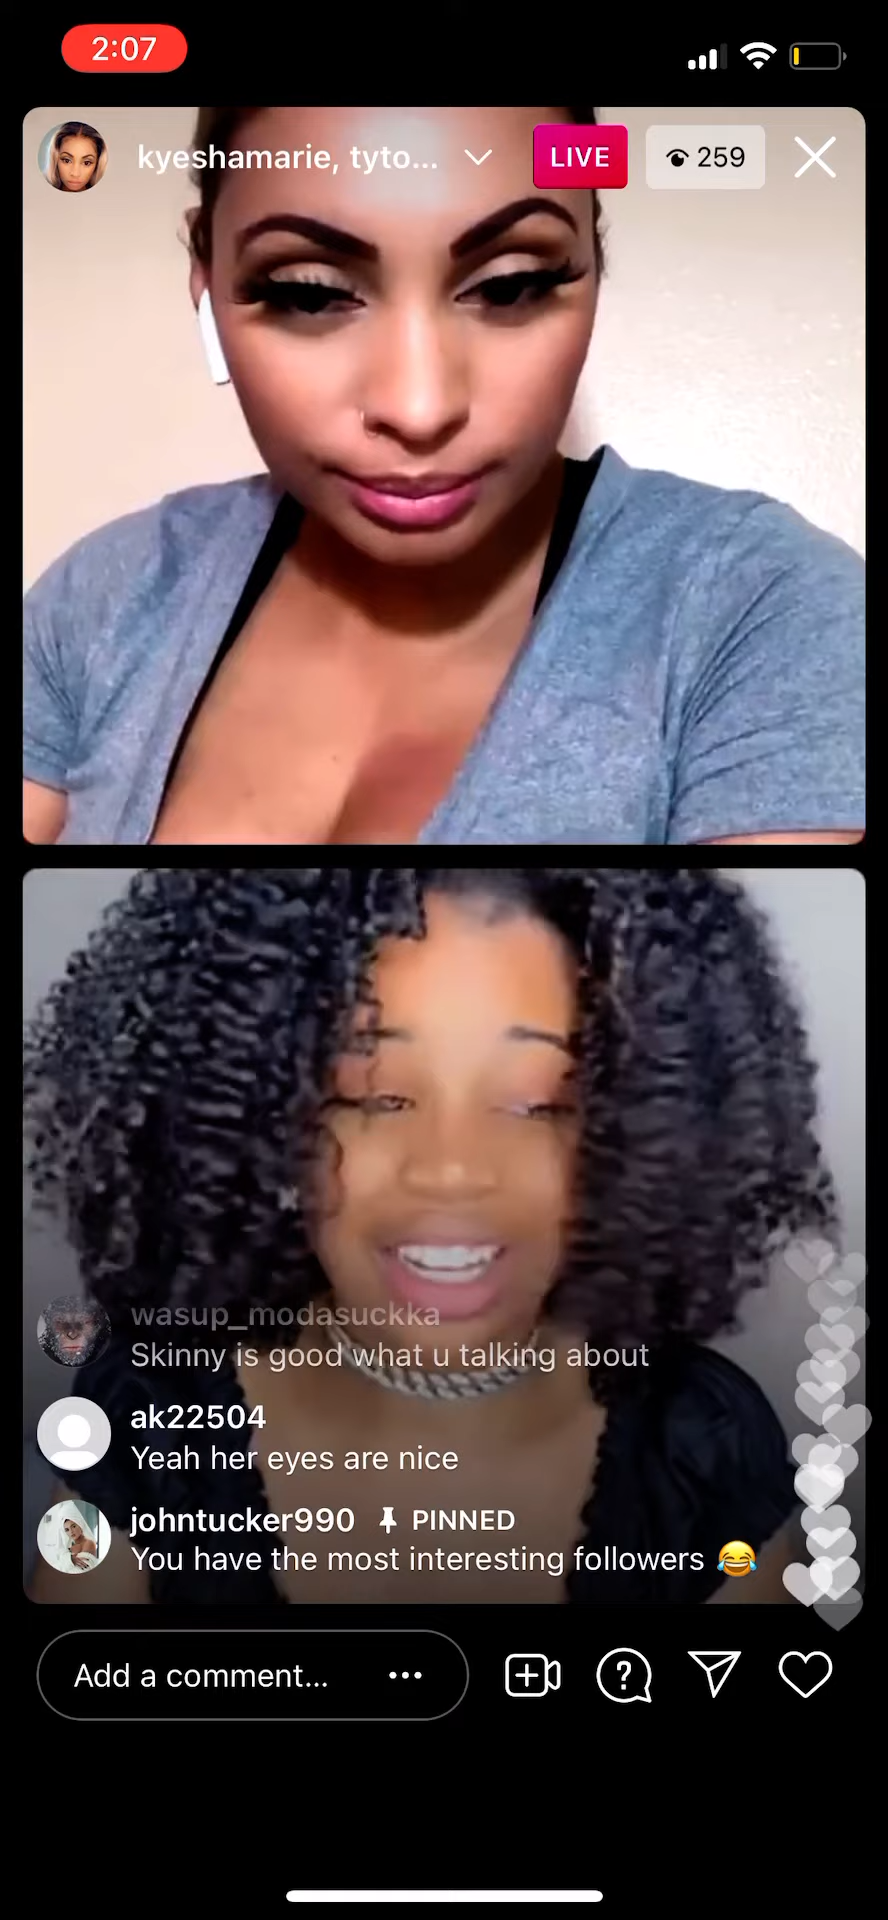 2:07
kyeshamarie, tyto...
LIVE
259
wasup_modasuckka
Skinny is good what u talking about
ak22504
Yeah her eyes are nice
johntucker990 PINNED
You have the most interesting followers 😂
Add a comment...